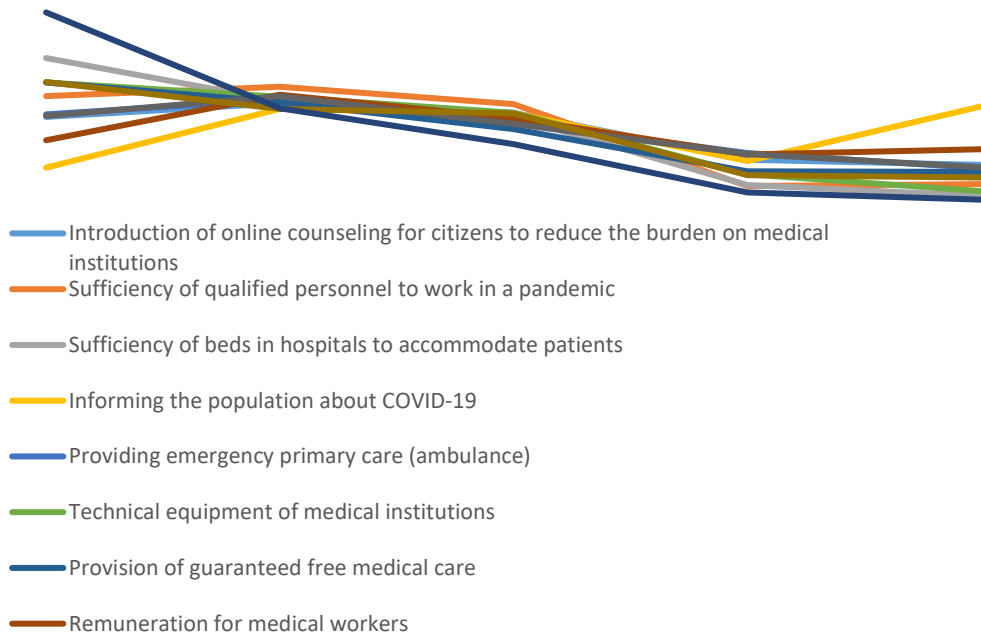 Introduction of online counseling for citizens to reduce the burden on medical
institutions
Sufficiency of qualified personnel to work in a pandemic
Sufficiency of beds in hospitals to accommodate patients
Informing the population about COVID-19
Providing emergency primary care (ambulance)
Technical equipment of medical institutions
Provision of guaranteed free medical care
Remuneration for medical workers